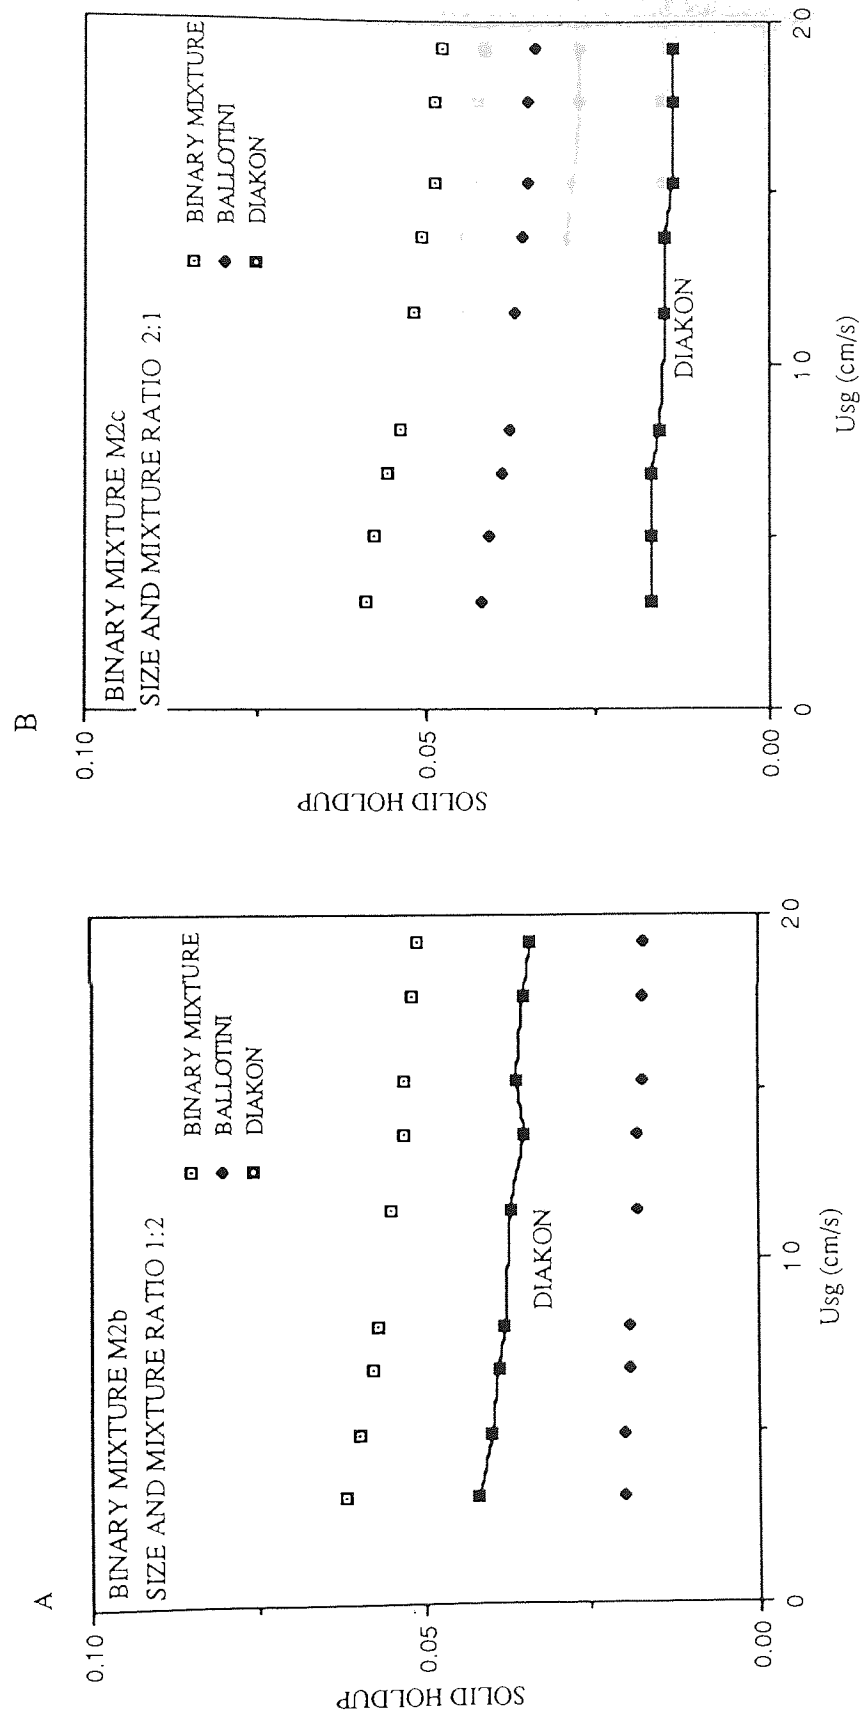 A
BINARY MIXTURE M2b
SIZE AND MIXTURE RATIO 1:2
BINARY MIXTURE
BALLOTINI
DIAKON
DIAKON
0.10
0.05
0.00
SOLID HOLDUP
0
10
20
Usg (cm/s)
B
BINARY MIXTURE M2c
SIZE AND MIXTURE RATIO 2:1
BINARY MIXTURE
BALLOTINI
DIAKON
DIAKON
0.10
0.05
0.00
SOLID HOLDUP
0
10
20
Usg (cm/s)